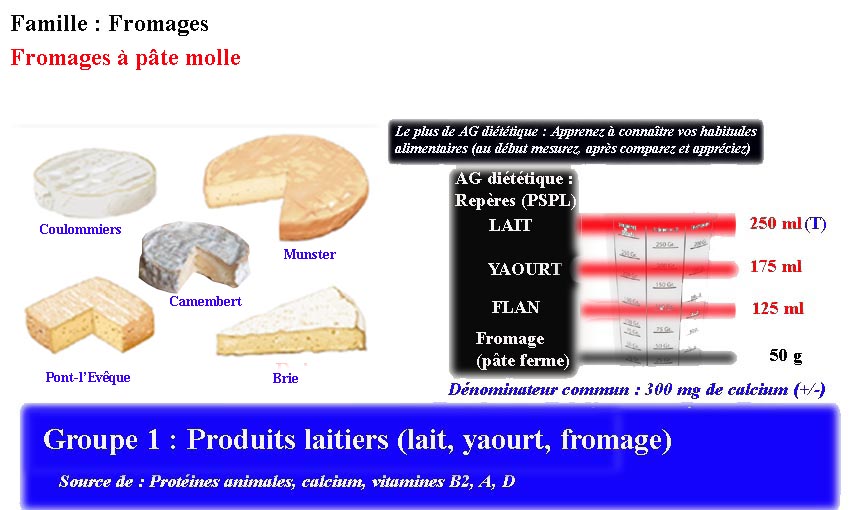 Famille : Fromages
Fromages à pâte molle
Le plus de AG diététique : Apprenez à connaître vos habitudes
alimentaires (au début mesurez, après comparez et appréciez)
AG diététique :
Repères (PSPL)
LAIT
250 ml (T)
YAOURT
175 ml
FLAN
125 ml
Fromage
(pâte ferme)
50 g
Coulommiers
Munster
Camembert
Pont-l'Evêque
Brie
Dénominateur commun : 300 mg de calcium (+/-)
Groupe 1 : Produits laitiers (lait, yaourt, fromage)
Source de : Protéines animales, calcium, vitamines B2, A, D